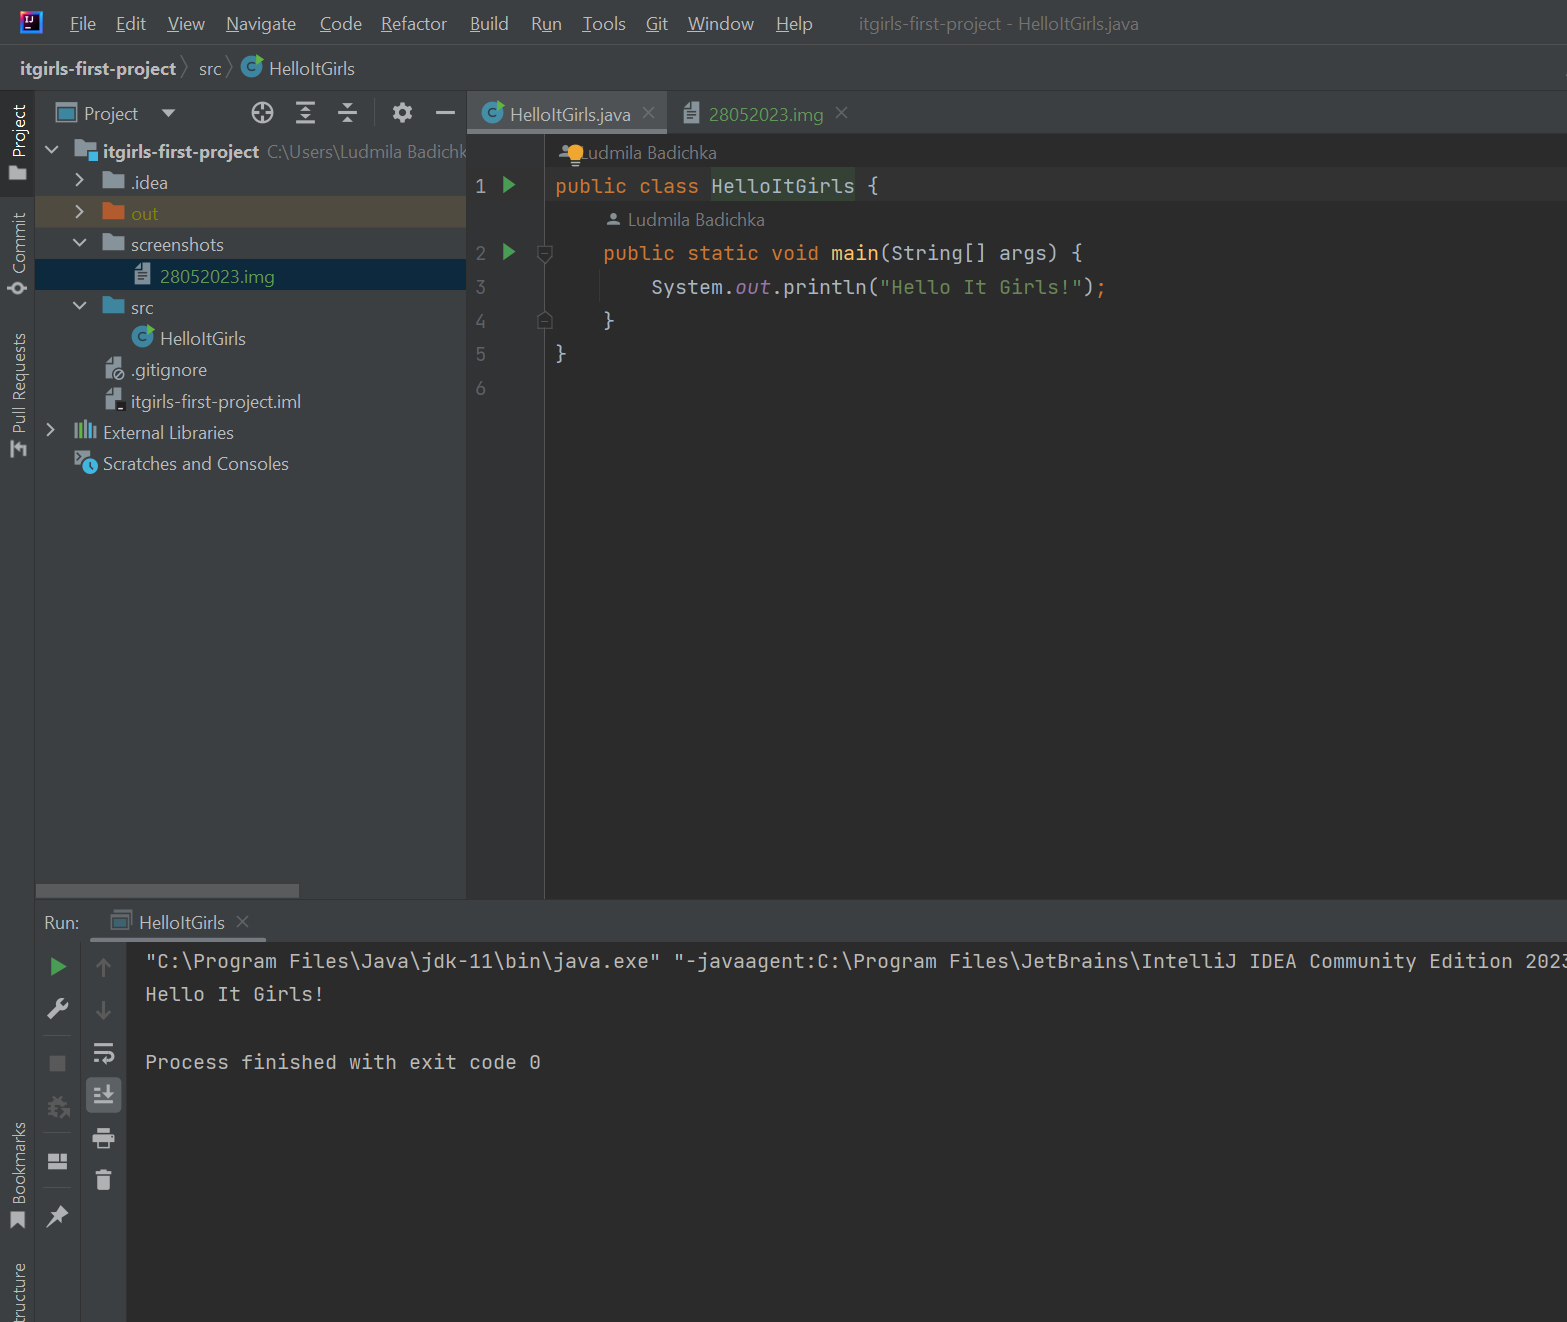 File Edit View Navigate Code Refactor Build Run Tools Git Window Help itgirls-first-project - HelloItGirls.java
itgirls-first-project src HelloItGirls
Project
Commit
Pull Requests
Bookmarks
Project
itgirls-first-project C:\Users\Ludmila Badichk
.idea
out
screenshots
28052023.img
src
HelloItGirls
.gitignore
itgirls-first-project.iml
External Libraries
Scratches and Consoles
HelloItGirls.java 28052023.img
Ludmila Badichka
1 public class HelloItGirls {
Ludmila Badichka
2 public static void main(String[] args) {
3 System.out.println("Hello It Girls!");
4 }
5 }
6
Run: HelloItGirls
"C:\Program Files\Java\jdk-11\bin\java.exe" "-javaagent:C:\Program Files\JetBrains\IntelliJ IDEA Community Edition 2023
Hello It Girls!
Process finished with exit code 0